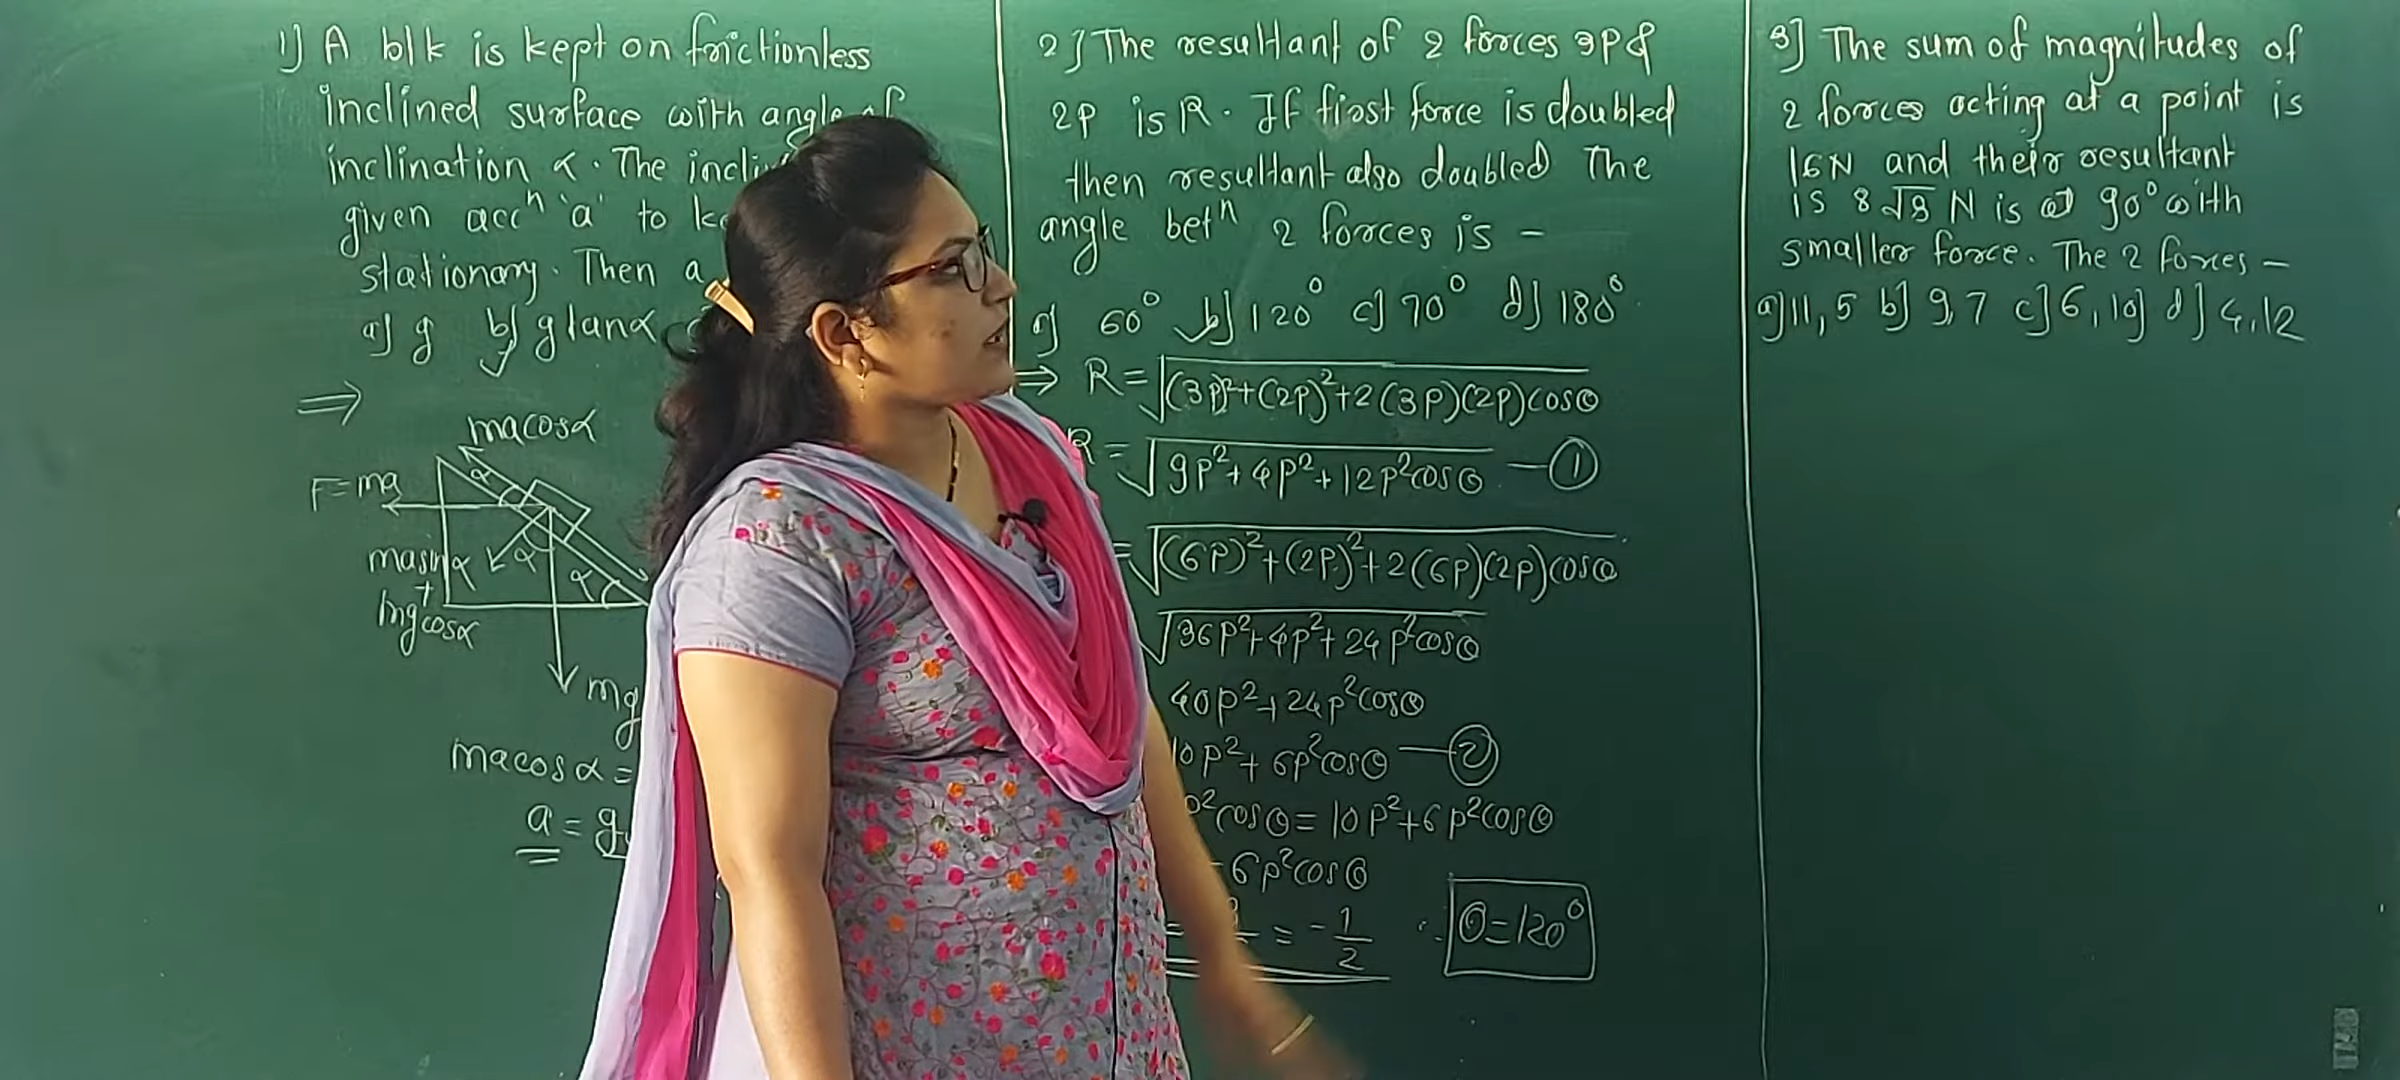 1) A blk is kept on frictionless
inclined surface with angle of
inclination α. The
given accⁿ 'a' to
stationary. Then a
a) g b) g tanα
⇒
macosα
F=ma
α
masinα
+
mgcosα
α
α
mg
macosα =
a = g
2] The resultant of 2 forces 3P &
2P is R. If first force is doubled
then resultant also doubled The
angle betⁿ 2 forces is -
a) 60° b) 120° c) 70° d) 180°
⇒ R = √(3P)²+(2P)²+2(3P)(2P)cosθ
R = √9P²+4P²+12P²cosθ — ①
= √(6P)²+(2P)²+2(6P)(2P)cosθ
√36P²+4P²+24P²cosθ
40P²+24P²cosθ
10P²+6P²cosθ — ②
P²cosθ = 10P²+6P²cosθ
6P²cosθ
= = -1/2 ∴ θ=120°
3] The sum of magnitudes of
2 forces acting at a point is
16N and their resultant
is 8√3 N is at 90° with
smaller force. The 2 forces -
a) 11, 5 b] 9, 7 c] 6, 10] d] 4, 12